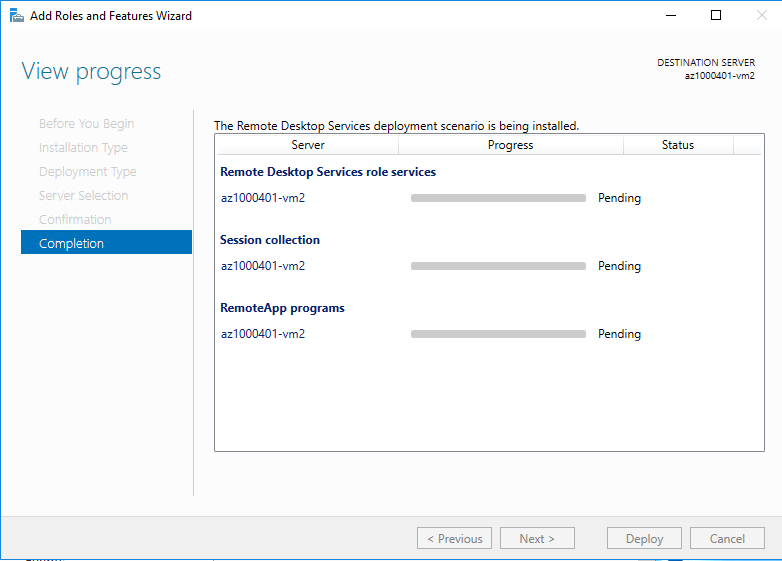 Add Roles and Features Wizard
View progress
DESTINATION SERVER
az1000401-vm2
Before You Begin
Installation Type
Deployment Type
Server Selection
Confirmation
Completion
The Remote Desktop Services deployment scenario is being installed.
Server Progress Status
Remote Desktop Services role services
az1000401-vm2 Pending
Session collection
az1000401-vm2 Pending
RemoteApp programs
az1000401-vm2 Pending
< Previous Next > Deploy Cancel